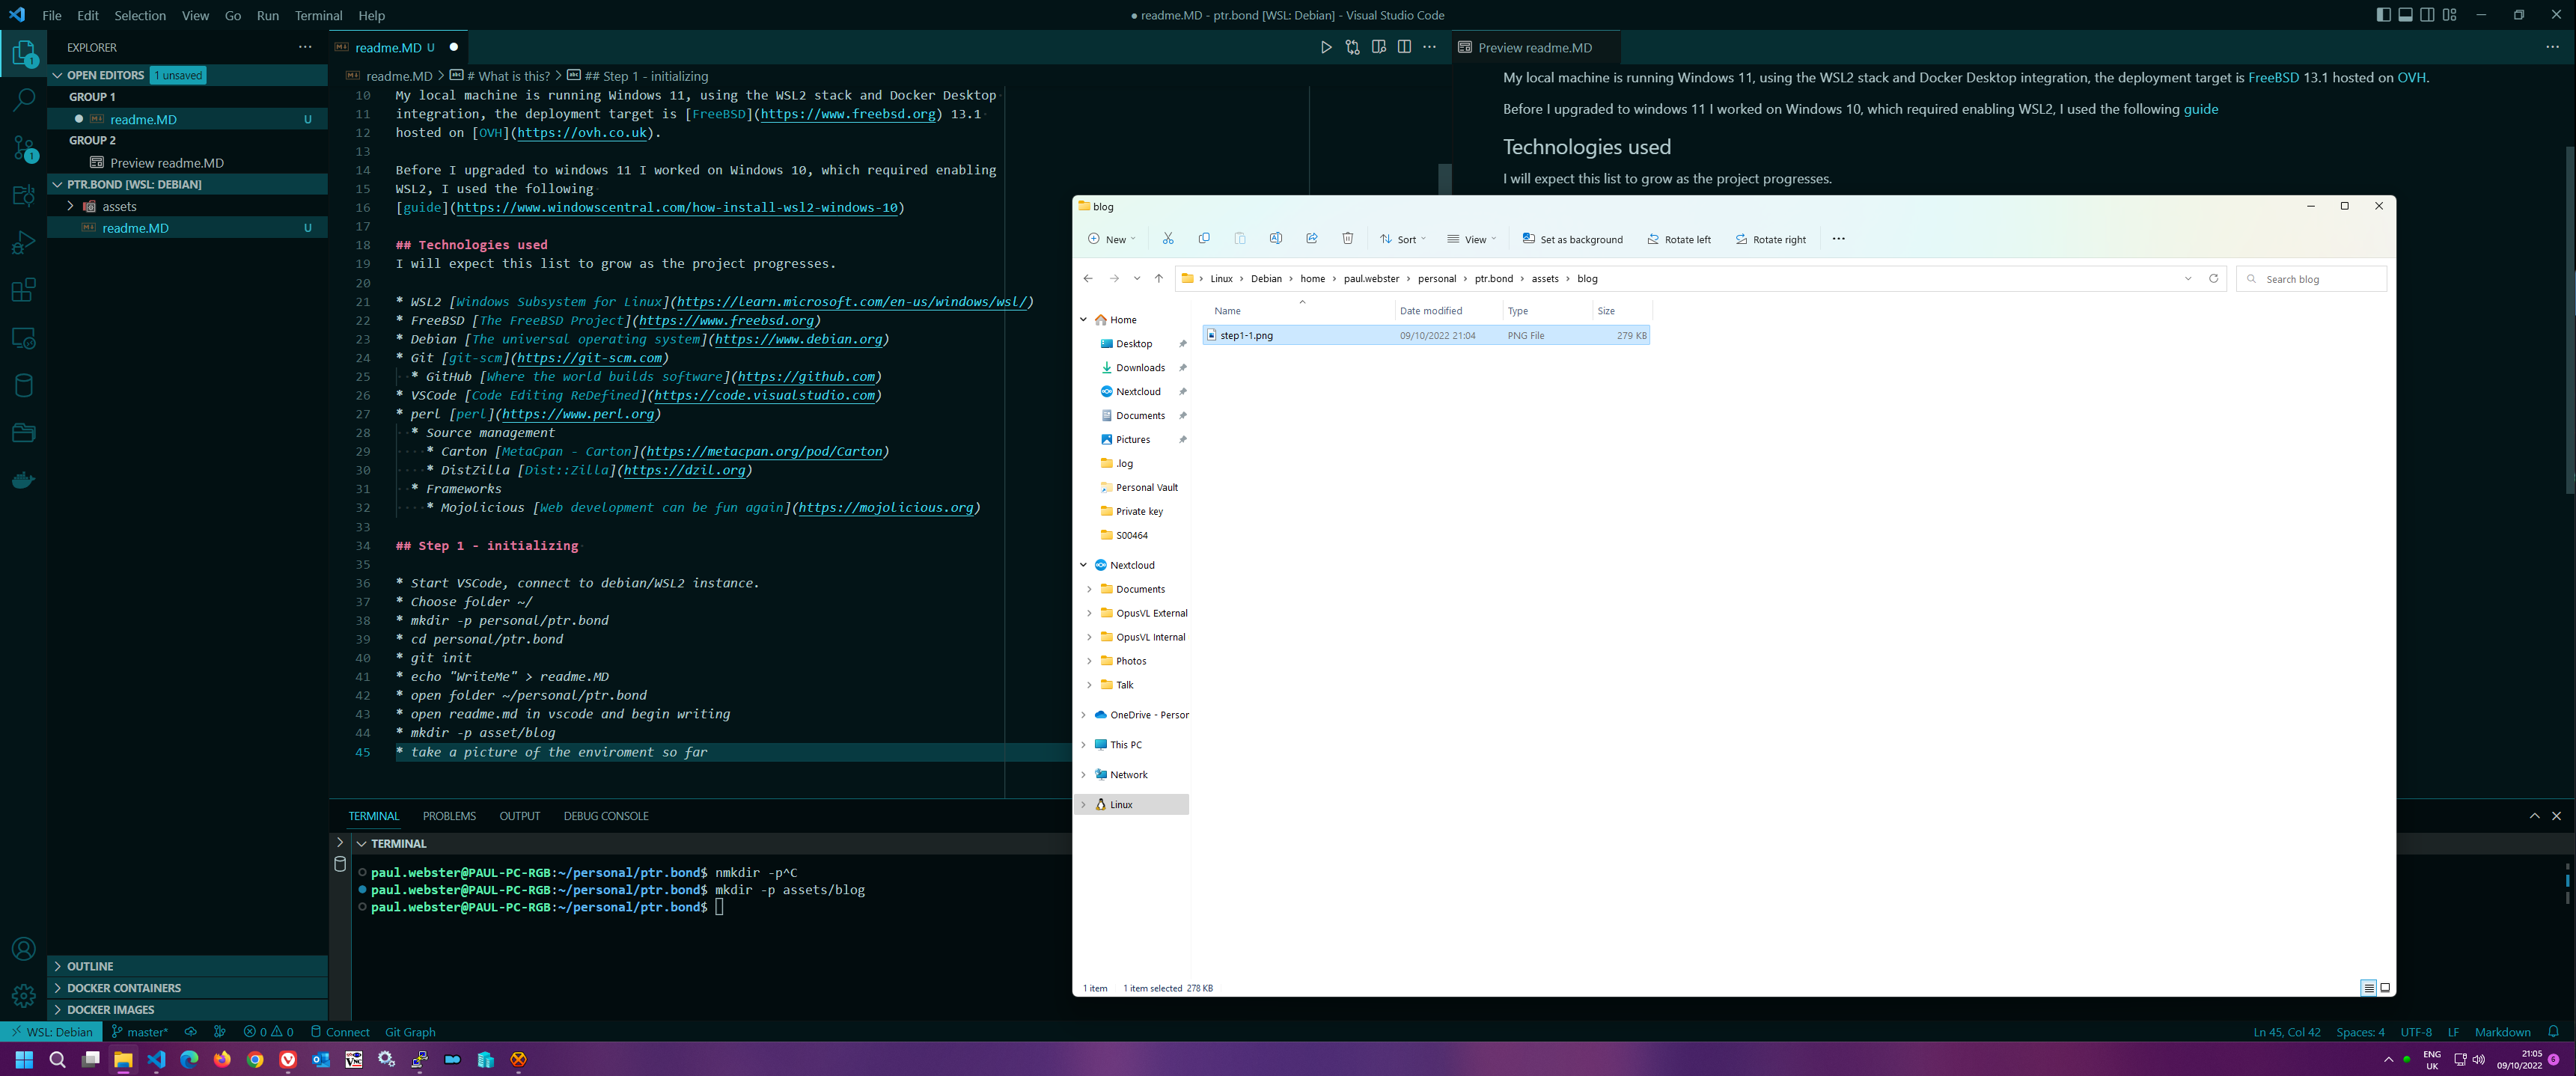 File Edit Selection View Go Run Terminal Help
● readme.MD - ptr.bond [WSL: Debian] - Visual Studio Code
EXPLORER
OPEN EDITORS 1 unsaved
GROUP 1
readme.MD U
GROUP 2
Preview readme.MD
PTR.BOND [WSL: DEBIAN]
assets
readme.MD U
OUTLINE
DOCKER CONTAINERS
DOCKER IMAGES
readme.MD U
readme.MD > # What is this? > ## Step 1 - initializing
10 My local machine is running Windows 11, using the WSL2 stack and Docker Desktop
11 integration, the deployment target is [FreeBSD](https://www.freebsd.org) 13.1
12 hosted on [OVH](https://ovh.co.uk).
13
14 Before I upgraded to windows 11 I worked on Windows 10, which required enabling
15 WSL2, I used the following
16 [guide](https://www.windowscentral.com/how-install-wsl2-windows-10)
17
18 ## Technologies used
19 I will expect this list to grow as the project progresses.
20
21 * WSL2 [Windows Subsystem for Linux](https://learn.microsoft.com/en-us/windows/wsl/)
22 * FreeBSD [The FreeBSD Project](https://www.freebsd.org)
23 * Debian [The universal operating system](https://www.debian.org)
24 * Git [git-scm](https://git-scm.com)
25 * GitHub [Where the world builds software](https://github.com)
26 * VSCode [Code Editing ReDefined](https://code.visualstudio.com)
27 * perl [perl](https://www.perl.org)
28 * Source management
29 * Carton [MetaCpan - Carton](https://metacpan.org/pod/Carton)
30 * DistZilla [Dist::Zilla](https://dzil.org)
31 * Frameworks
32 * Mojolicious [Web development can be fun again](https://mojolicious.org)
33
34 ## Step 1 - initializing
35
36 * Start VSCode, connect to debian/WSL2 instance.
37 * Choose folder ~/
38 * mkdir -p personal/ptr.bond
39 * cd personal/ptr.bond
40 * git init
41 * echo "WriteMe" > readme.MD
42 * open folder ~/personal/ptr.bond
43 * open readme.md in vscode and begin writing
44 * mkdir -p asset/blog
45 * take a picture of the enviroment so far
TERMINAL PROBLEMS OUTPUT DEBUG CONSOLE
TERMINAL
paul.webster@PAUL-PC-RGB:~/personal/ptr.bond$ nmkdir -p^C
paul.webster@PAUL-PC-RGB:~/personal/ptr.bond$ mkdir -p assets/blog
paul.webster@PAUL-PC-RGB:~/personal/ptr.bond$
Preview readme.MD
My local machine is running Windows 11, using the WSL2 stack and Docker Desktop integration, the deployment target is FreeBSD 13.1 hosted on OVH.
Before I upgraded to windows 11 I worked on Windows 10, which required enabling WSL2, I used the following guide
Technologies used
I will expect this list to grow as the project progresses.
blog
New Sort View Set as background Rotate left Rotate right
Linux > Debian > home > paul.webster > personal > ptr.bond > assets > blog
Search blog
Name Date modified Type Size
step1-1.png 09/10/2022 21:04 PNG File 279 KB
Home
Desktop
Downloads
Nextcloud
Documents
Pictures
.log
Personal Vault
Private key
S00464
Nextcloud
Documents
OpusVL External
OpusVL Internal
Photos
Talk
OneDrive - Person
This PC
Network
Linux
1 item 1 item selected 278 KB
WSL: Debian master* 0 0 Connect Git Graph
Ln 45, Col 42 Spaces: 4 UTF-8 LF Markdown
VNC
ENG
UK
21:05
09/10/2022
6